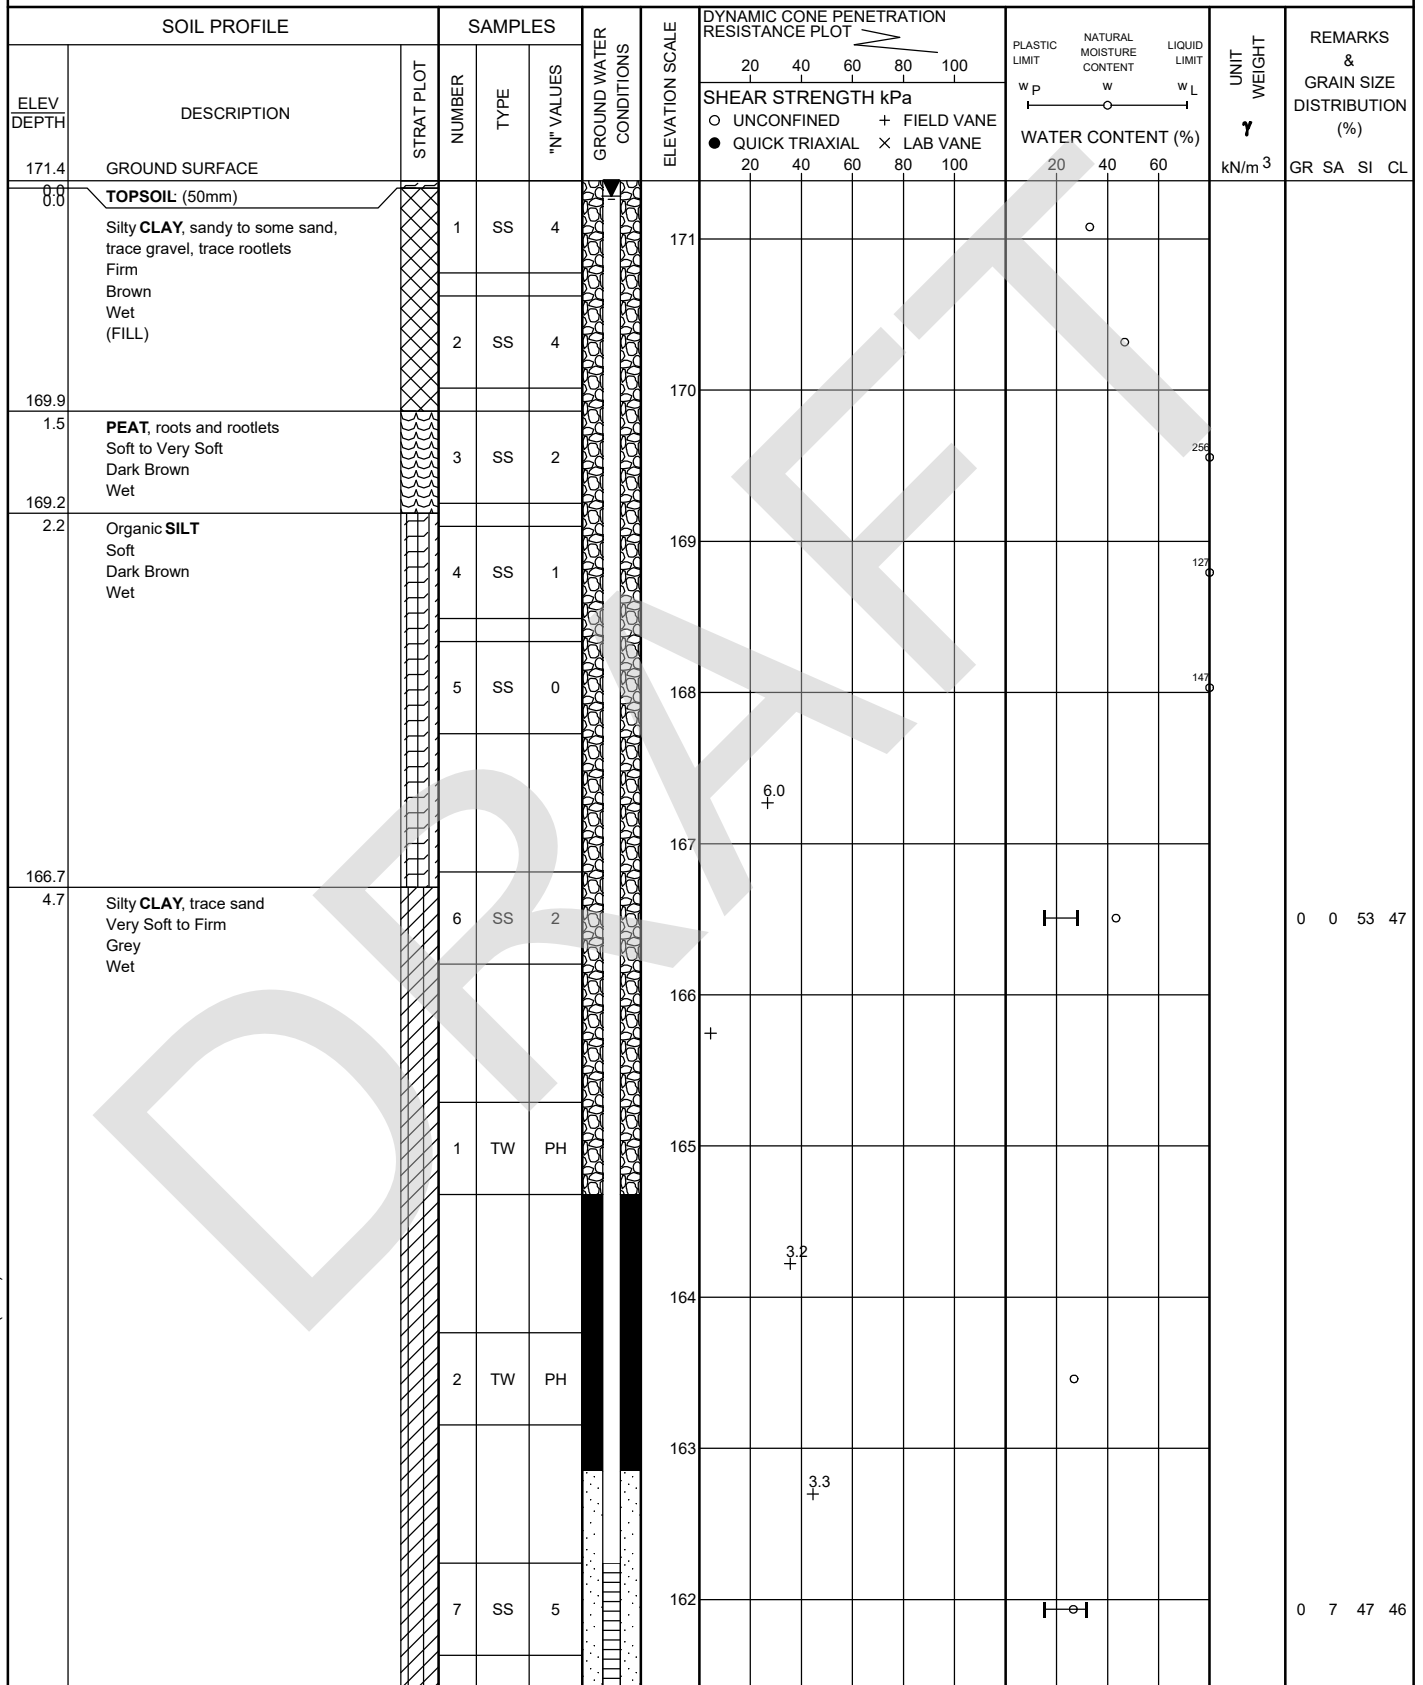 SOIL PROFILE
SAMPLES
GROUND WATER
CONDITIONS
ELEVATION SCALE
DYNAMIC CONE PENETRATION
RESISTANCE PLOT
20 40 60 80 100
SHEAR STRENGTH kPa
UNCONFINED + FIELD VANE
QUICK TRIAXIAL × LAB VANE
PLASTIC
LIMIT
NATURAL
MOISTURE
CONTENT
LIQUID
LIMIT
w P
w
w L
WATER CONTENT (%)
20 40 60
UNIT
WEIGHT
γ
kN/m 3
REMARKS
&
GRAIN SIZE
DISTRIBUTION
(%)
GR SA SI CL
ELEV
DEPTH
DESCRIPTION
STRAT PLOT
NUMBER
TYPE
"N" VALUES
171.4 GROUND SURFACE
0.0
0.0
TOPSOIL: (50mm)
Silty CLAY, sandy to some sand,
trace gravel, trace rootlets
Firm
Brown
Wet
(FILL)
1 SS 4
171
2 SS 4
170
169.9
1.5
PEAT, roots and rootlets
Soft to Very Soft
Dark Brown
Wet
3 SS 2
256
169.2
2.2
Organic SILT
Soft
Dark Brown
Wet
169
4 SS 1
127
5 SS 0
147
168
6.0
167
166.7
4.7
Silty CLAY, trace sand
Very Soft to Firm
Grey
Wet
6 SS 2
0 0 53 47
166
1 TW PH
165
3.2
164
2 TW PH
163
3.3
162
7 SS 5
0 7 47 46
DRAFT